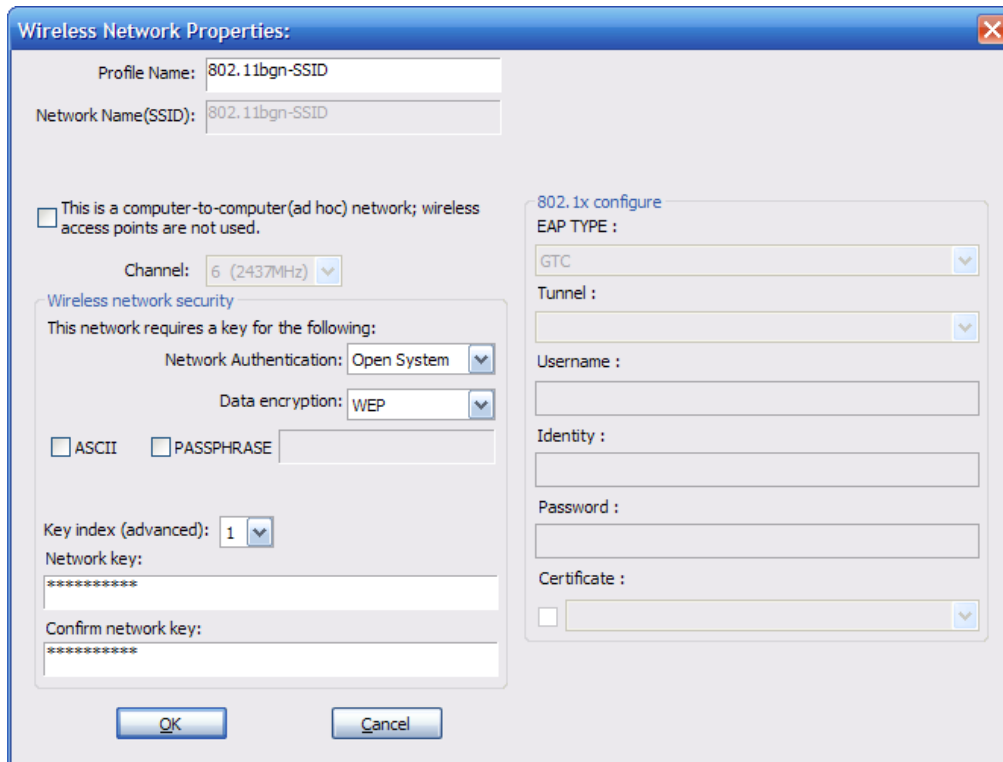 Wireless Network Properties:
Profile Name: 802.11bgn-SSID
Network Name(SSID): 802.11bgn-SSID
This is a computer-to-computer(ad hoc) network; wireless
access points are not used.
Channel: 6 (2437MHz)
Wireless network security
This network requires a key for the following:
Network Authentication: Open System
Data encryption: WEP
ASCII PASSPHRASE
Key index (advanced): 1
Network key:
**********
Confirm network key:
**********
OK Cancel
802.1x configure
EAP TYPE :
GTC
Tunnel :
Username :
Identity :
Password :
Certificate :